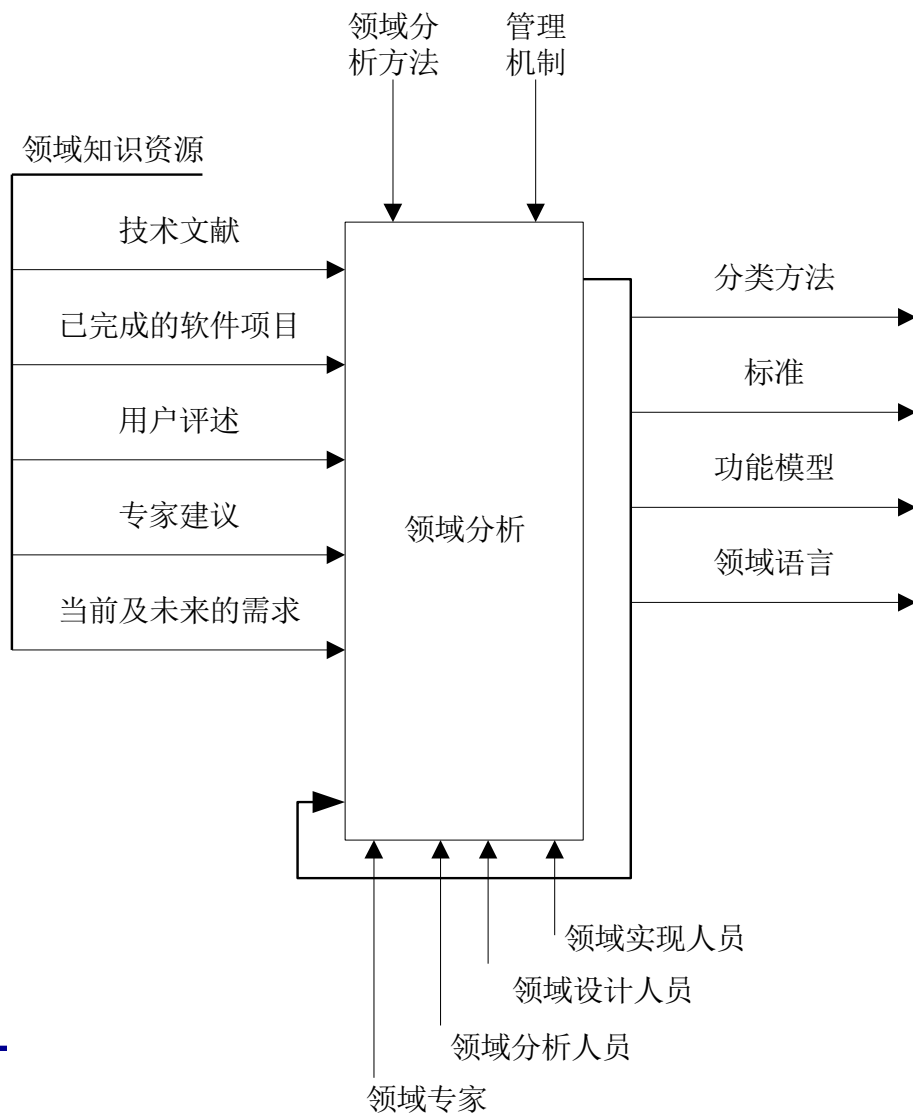 领域分
析方法
管理
机制
领域知识资源
技术文献
已完成的软件项目
用户评述
专家建议
当前及未来的需求
领域分析
分类方法
标准
功能模型
领域语言
领域实现人员
领域设计人员
领域分析人员
领域专家